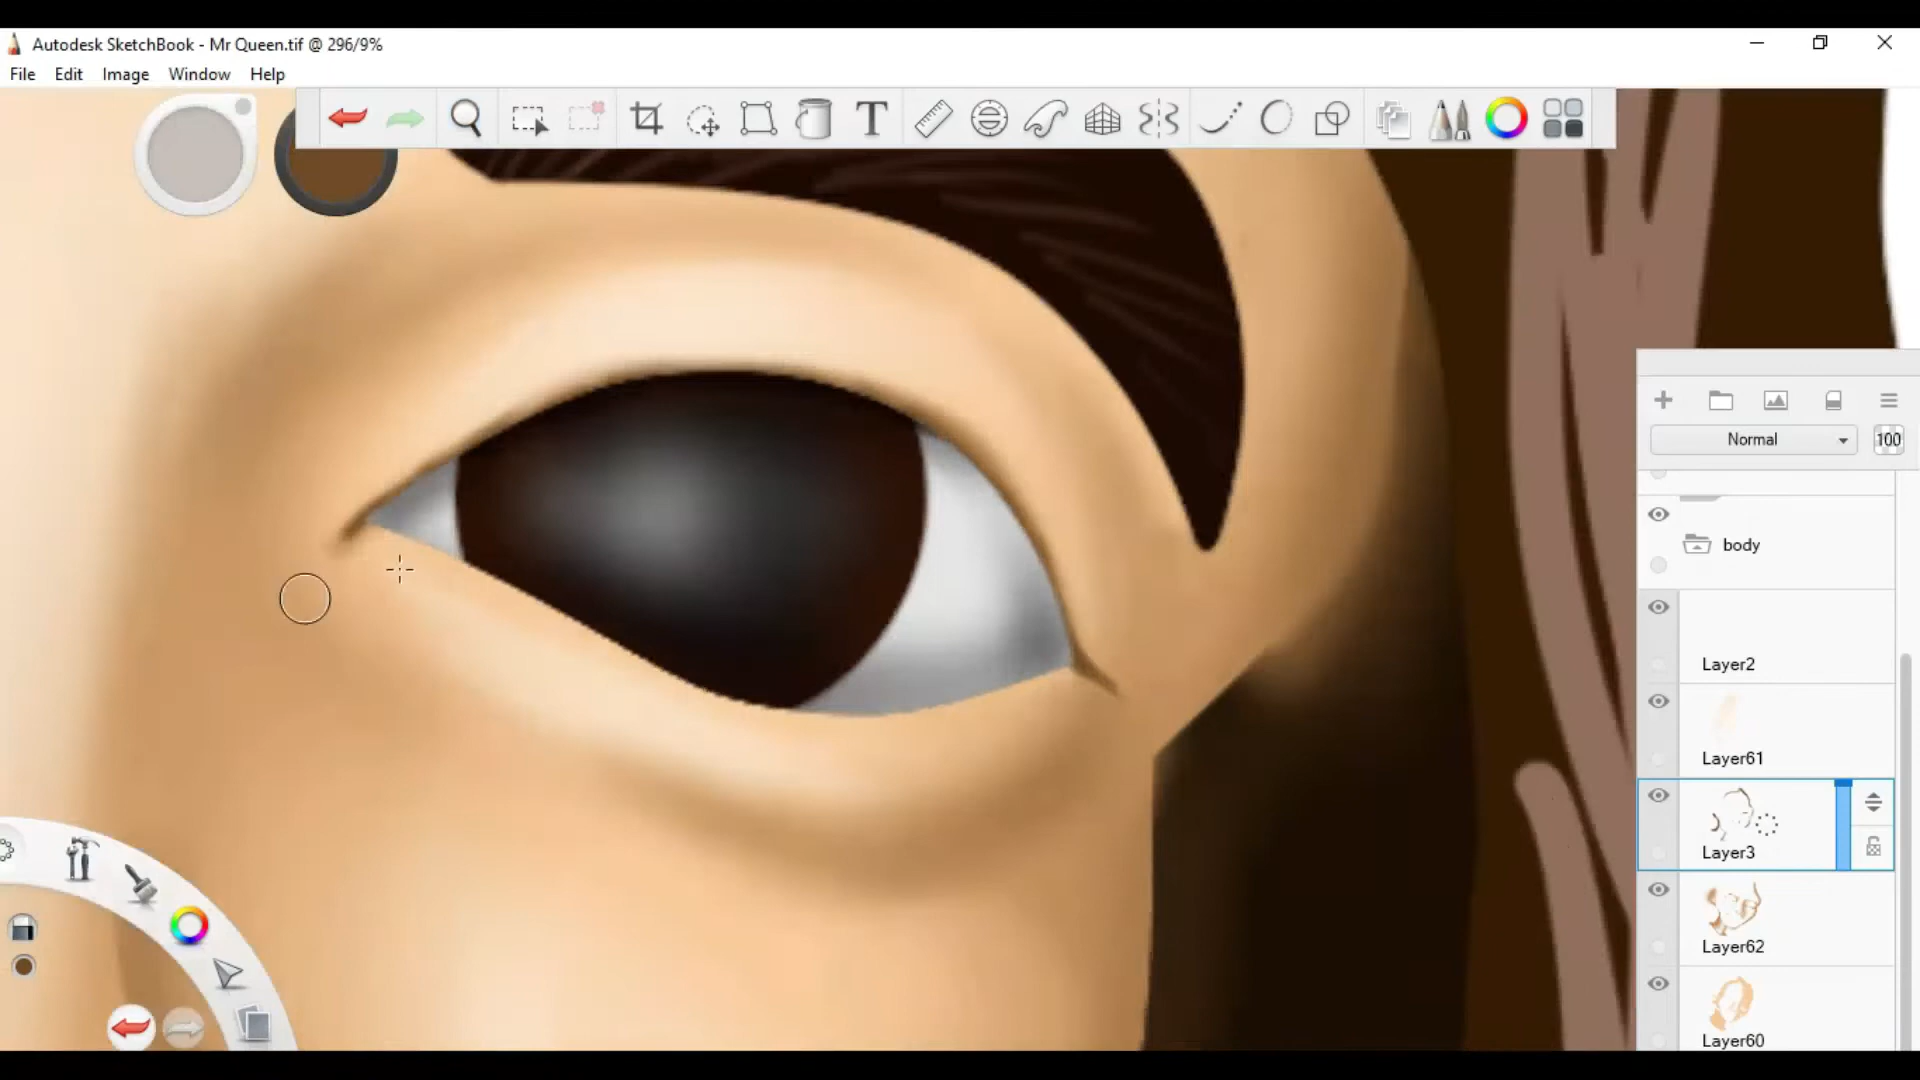 Autodesk SketchBook - Mr Queen.tif @ 296/9%
File Edit Image Window Help
T
Normal 100
body
Layer2
Layer61
Layer3
Layer62
Layer60